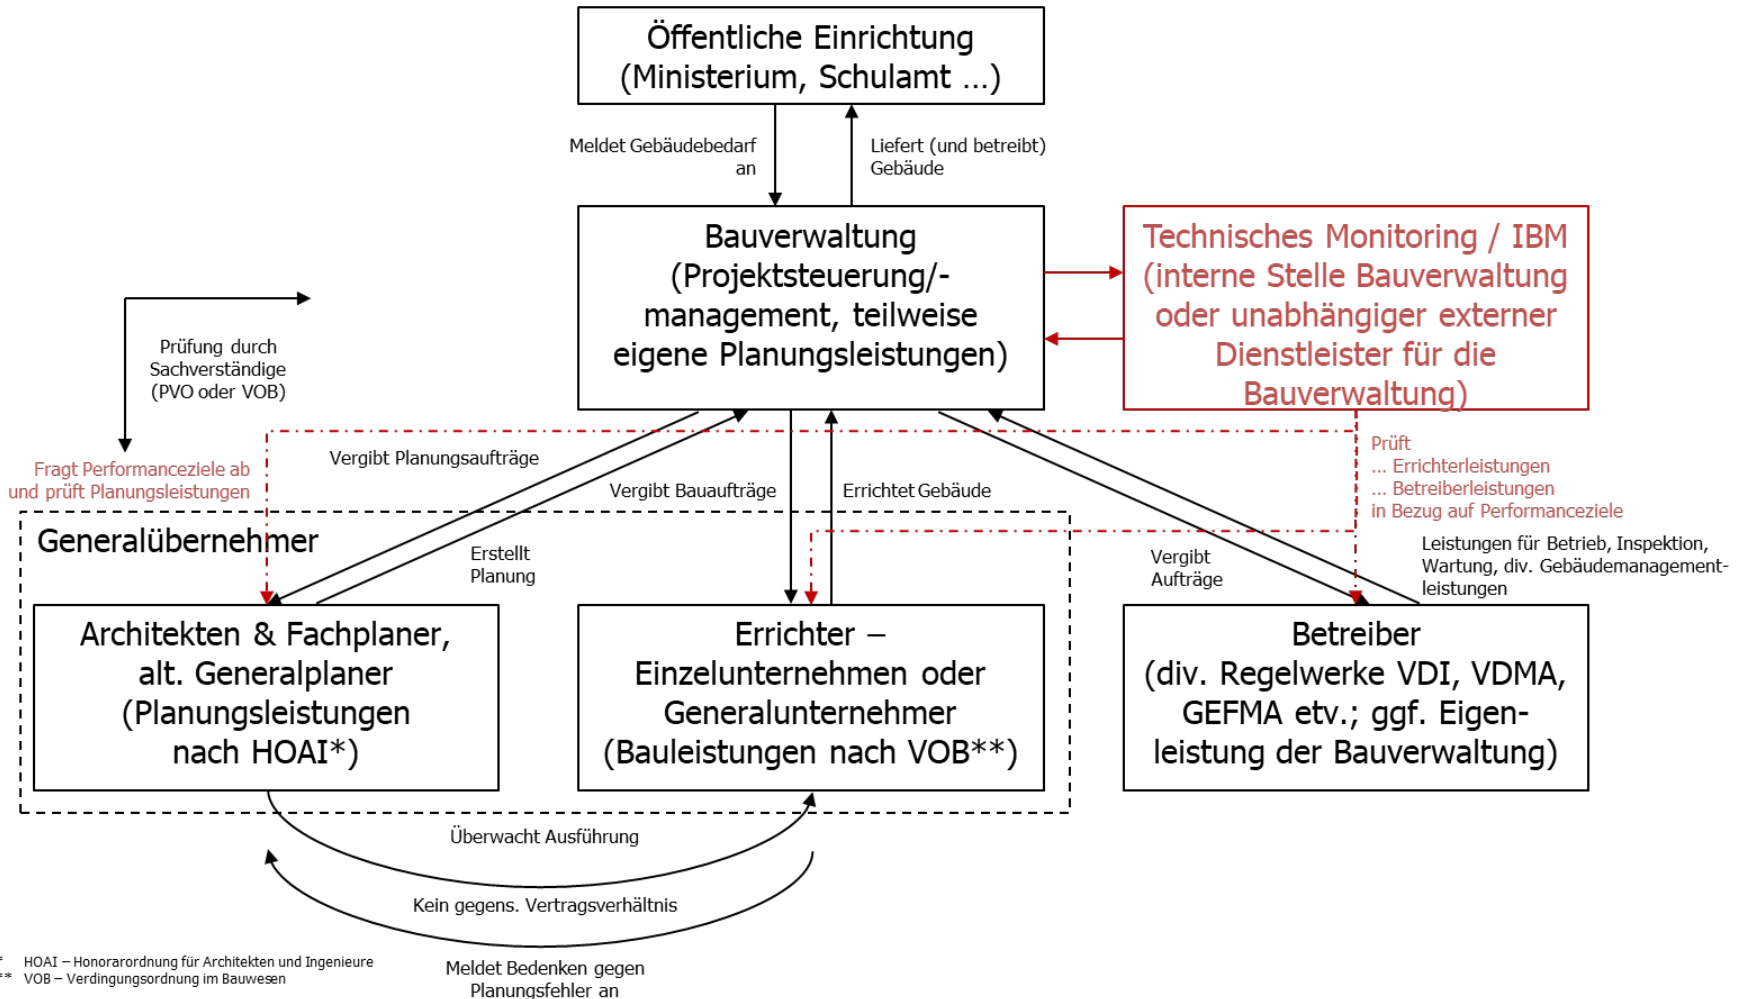 Öffentliche Einrichtung
(Ministerium, Schulamt ...)
Meldet Gebäudebedarf
an
Liefert (und betreibt)
Gebäude
Bauverwaltung
(Projektsteuerung/-
management, teilweise
eigene Planungsleistungen)
Technisches Monitoring / IBM
(interne Stelle Bauverwaltung
oder unabhängiger externer
Dienstleister für die
Bauverwaltung)
Prüfung durch
Sachverständige
(PVO oder VOB)
Fragt Performanceziele ab
und prüft Planungsleistungen
Vergibt Planungsaufträge
Vergibt Bauaufträge
Errichtet Gebäude
Prüft
... Errichterleistungen
... Betreiberleistungen
in Bezug auf Performanceziele
Generalübernehmer
Erstellt
Planung
Vergibt
Aufträge
Leistungen für Betrieb, Inspektion,
Wartung, div. Gebäudemanagement-
leistungen
Architekten & Fachplaner,
alt. Generalplaner
(Planungsleistungen
nach HOAI*)
Errichter –
Einzelunternehmen oder
Generalunternehmer
(Bauleistungen nach VOB**)
Betreiber
(div. Regelwerke VDI, VDMA,
GEFMA etv.; ggf. Eigen-
leistung der Bauverwaltung)
Überwacht Ausführung
Kein gegens. Vertragsverhältnis
Meldet Bedenken gegen
Planungsfehler an
* HOAI – Honorarordnung für Architekten und Ingenieure
** VOB – Verdingungsordnung im Bauwesen